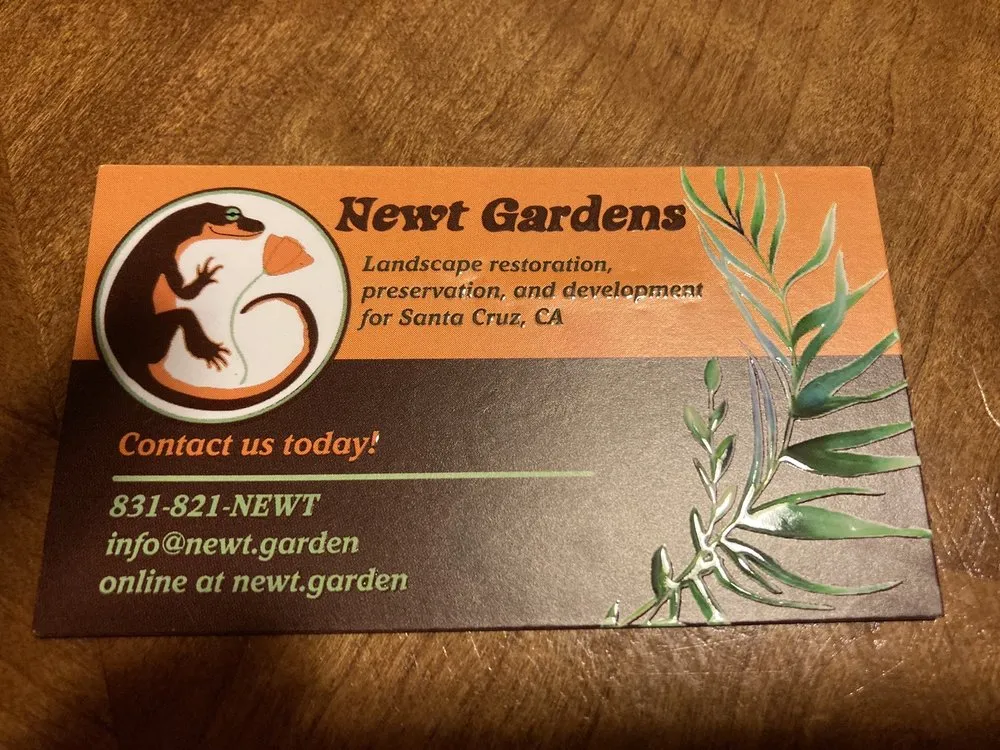 Newt Gardens
Landscape restoration,
preservation, and development
for Santa Cruz, CA
Contact us today!
831-821-NEWT
info@newt.garden
online at newt.garden